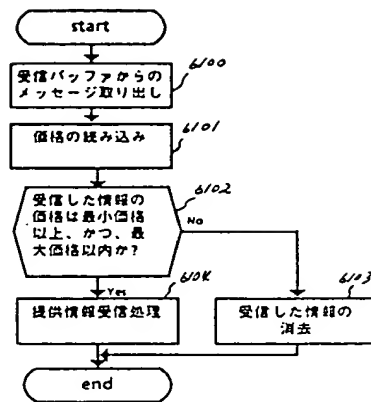 start
6100
受信バッファからの
メッセージ取り出し
6101
価格の読み込み
6102
受信した情報の
価格は最小価格
以上、かつ、最
大価格以内か?
No
Yes
6104
提供情報受信処理
6103
受信した情報の
消去
end